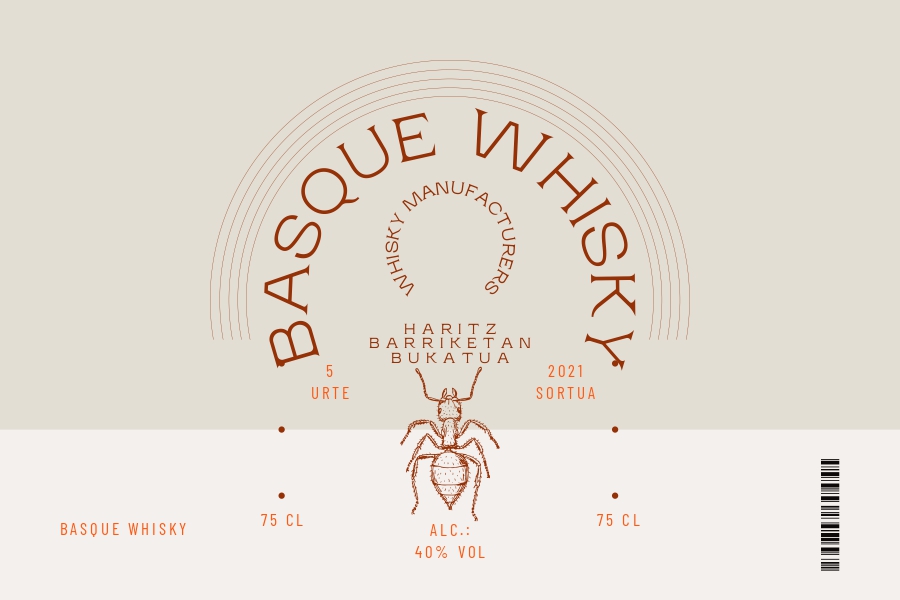 BASQUE WHISKY
WHISKY MANUFACTURERS
HARITZ
BARRIKETAN
BUKATUA
5
URTE
2021
SORTUA
BASQUE WHISKY
75 CL
ALC.:
40% VOL
75 CL